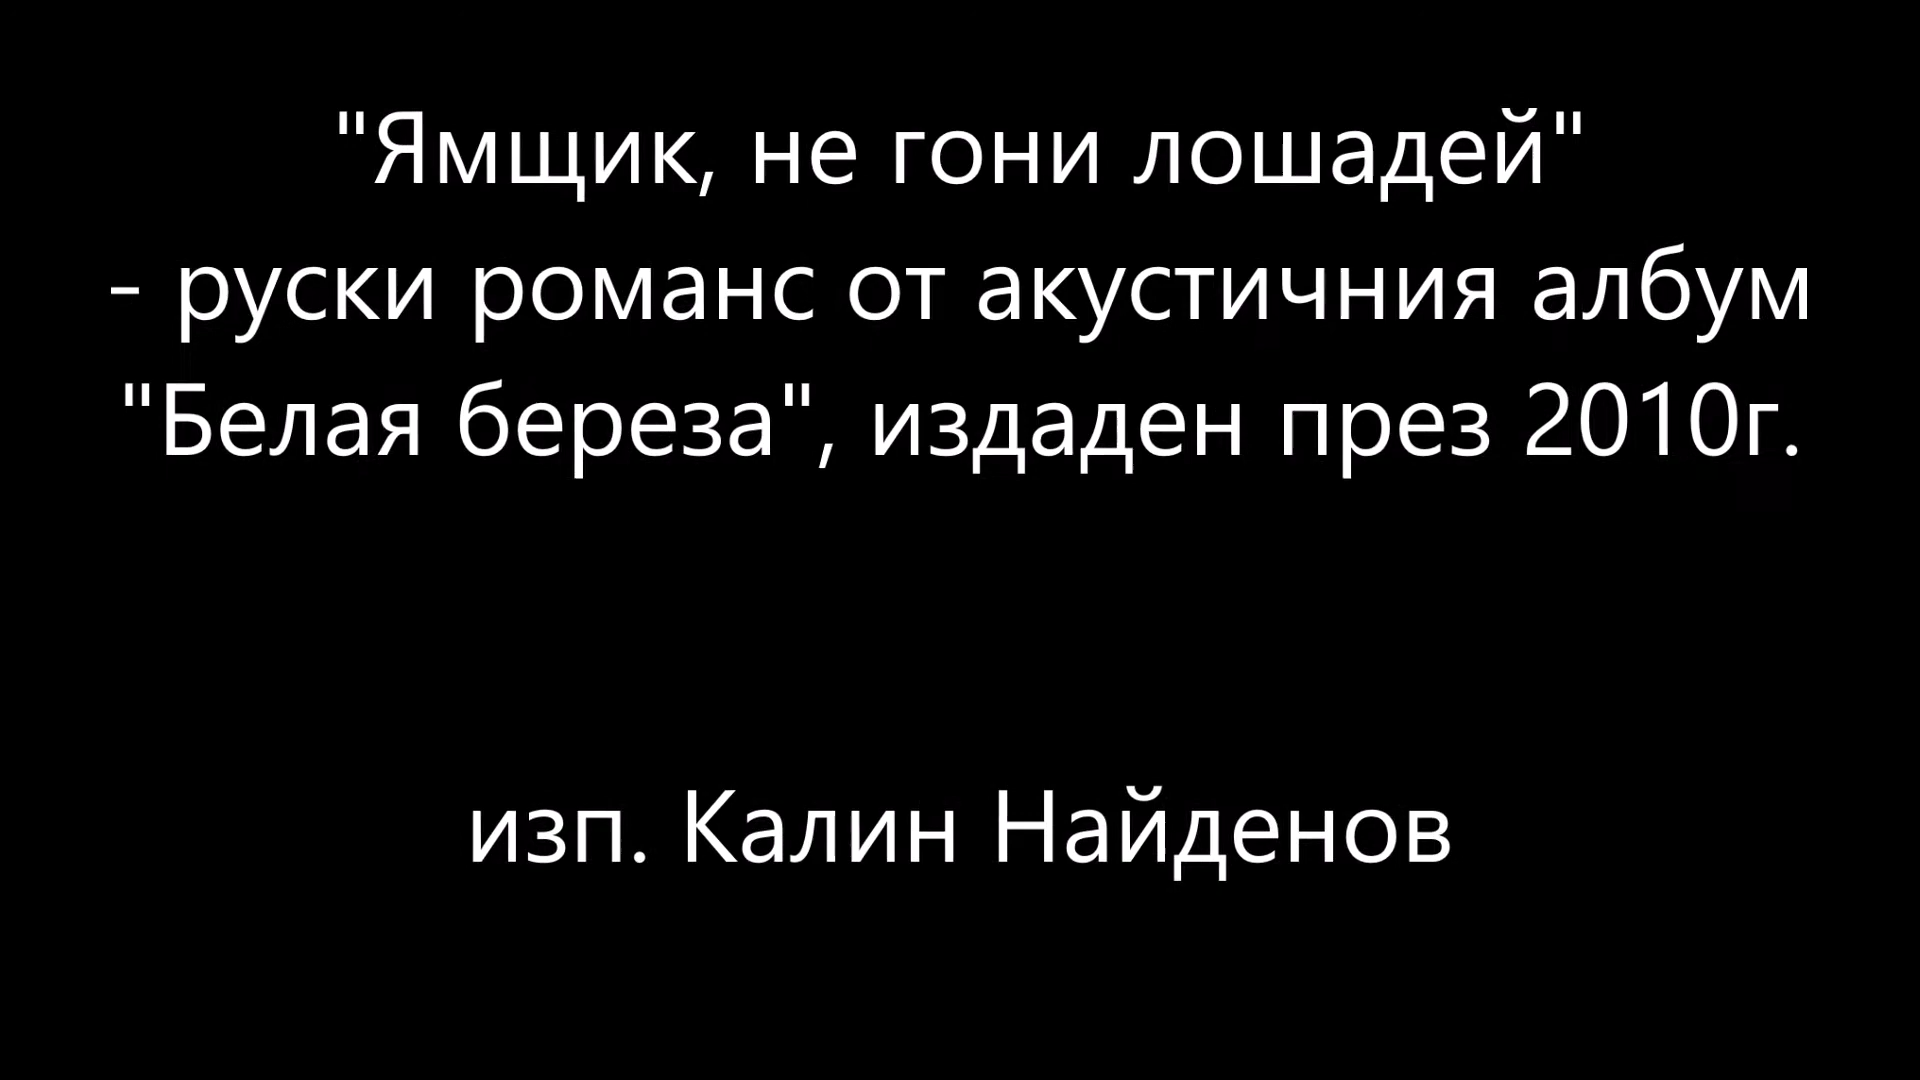 "Ямщик, не гони лошадей"
- руски романс от акустичния албум
"Белая береза", издаден през 2010г.
изп. Калин Найденов